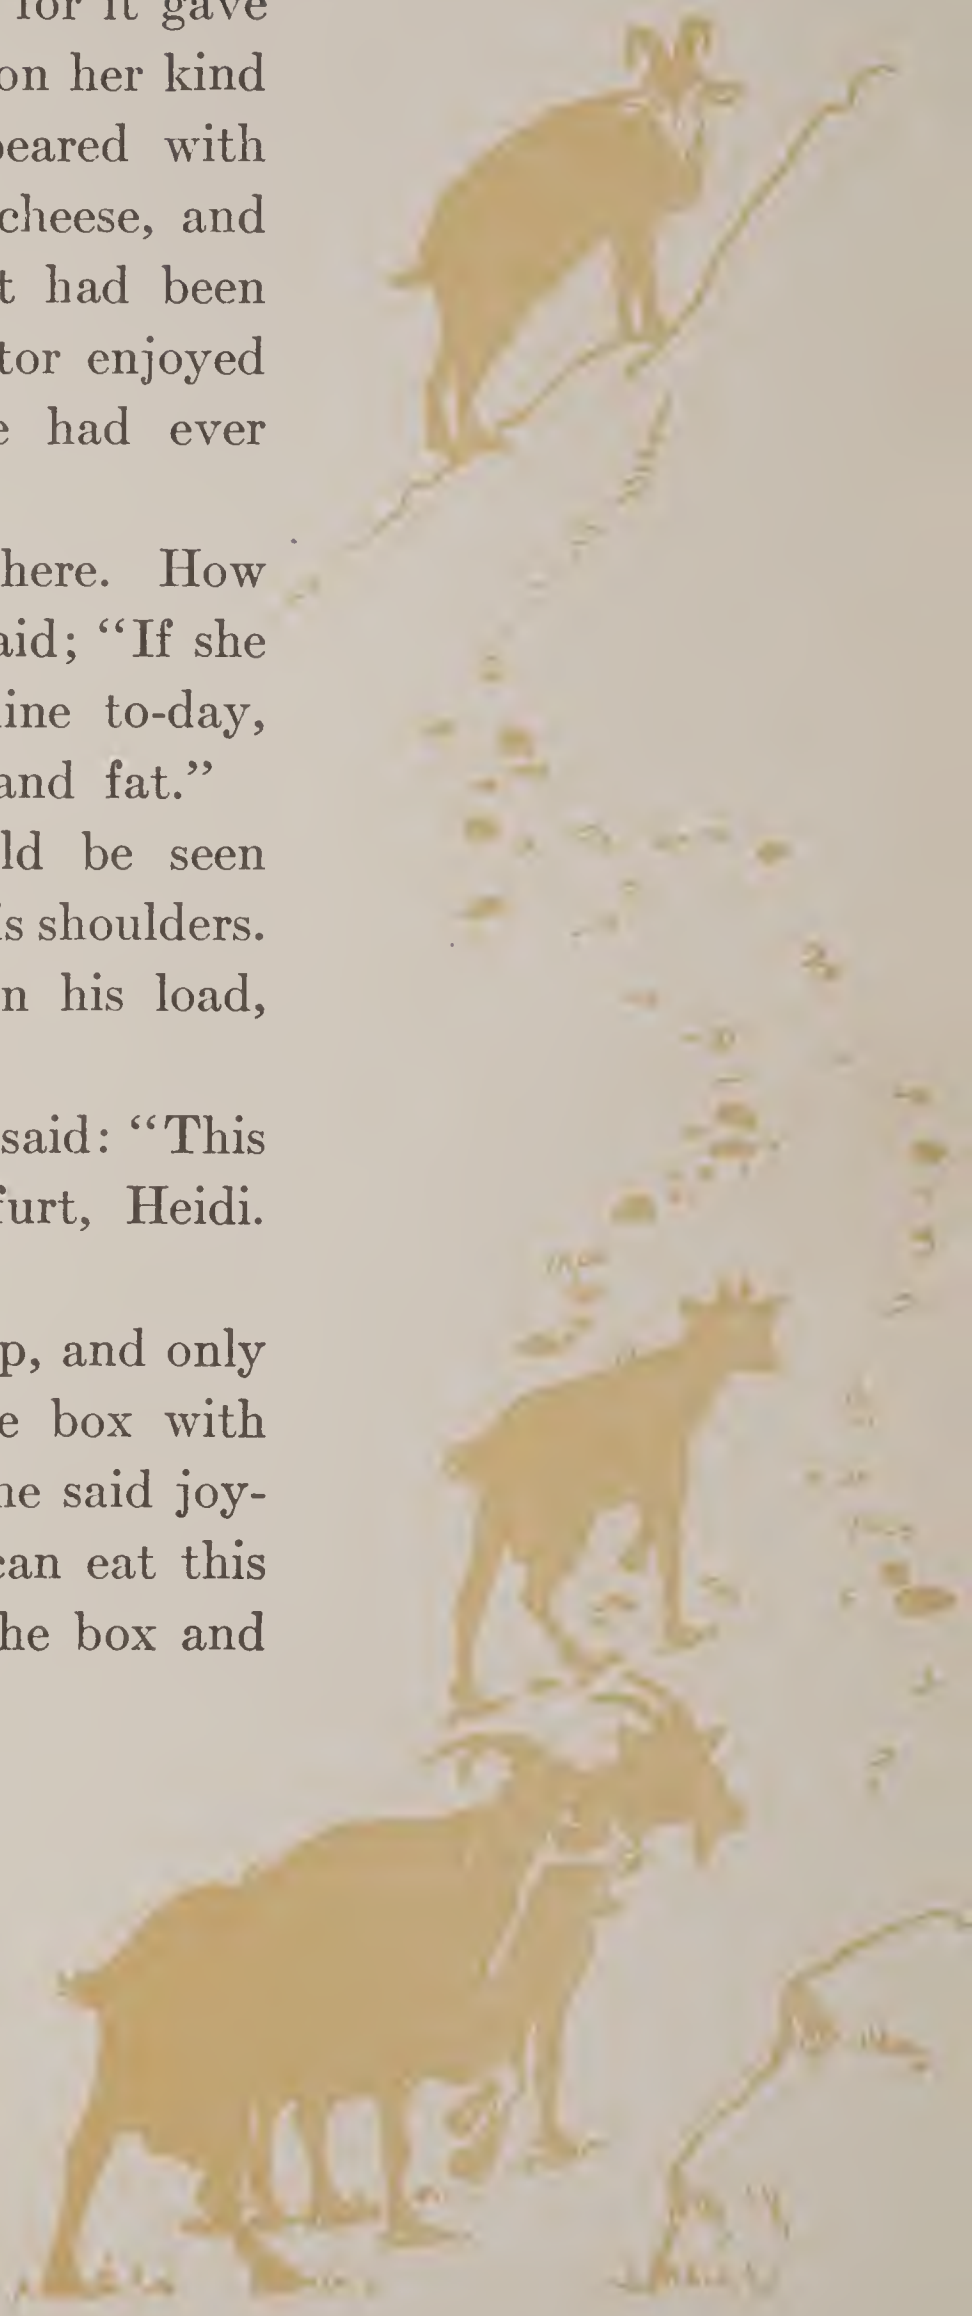 for it gave
on her kind
peared with
cheese, and
t had been
tor enjoyed
e had ever
here. How
aid; “If she
ine to-day,
and fat.”
ld be seen
is shoulders.
n his load,
said: “This
furt, Heidi.
p, and only
e box with
he said joy-
can eat this
he box and